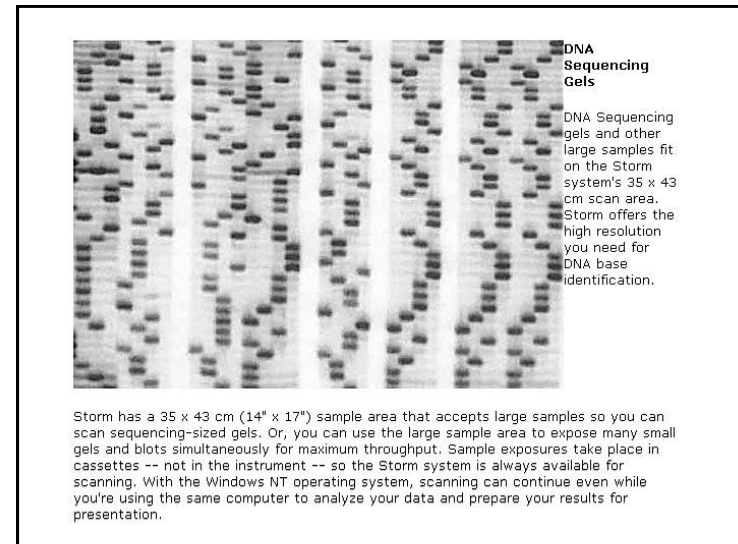 DNA
Sequencing
Gels
DNA Sequencing
gels and other
large samples fit
on the Storm
system's 35 x 43
cm scan area.
Storm offers the
high resolution
you need for
DNA base
identification.
Storm has a 35 x 43 cm (14" x 17") sample area that accepts large samples so you can
scan sequencing-sized gels. Or, you can use the large sample area to expose many small
gels and blots simultaneously for maximum throughput. Sample exposures take place in
cassettes -- not in the instrument -- so the Storm system is always available for
scanning. With the Windows NT operating system, scanning can continue even while
you're using the same computer to analyze your data and prepare your results for
presentation.